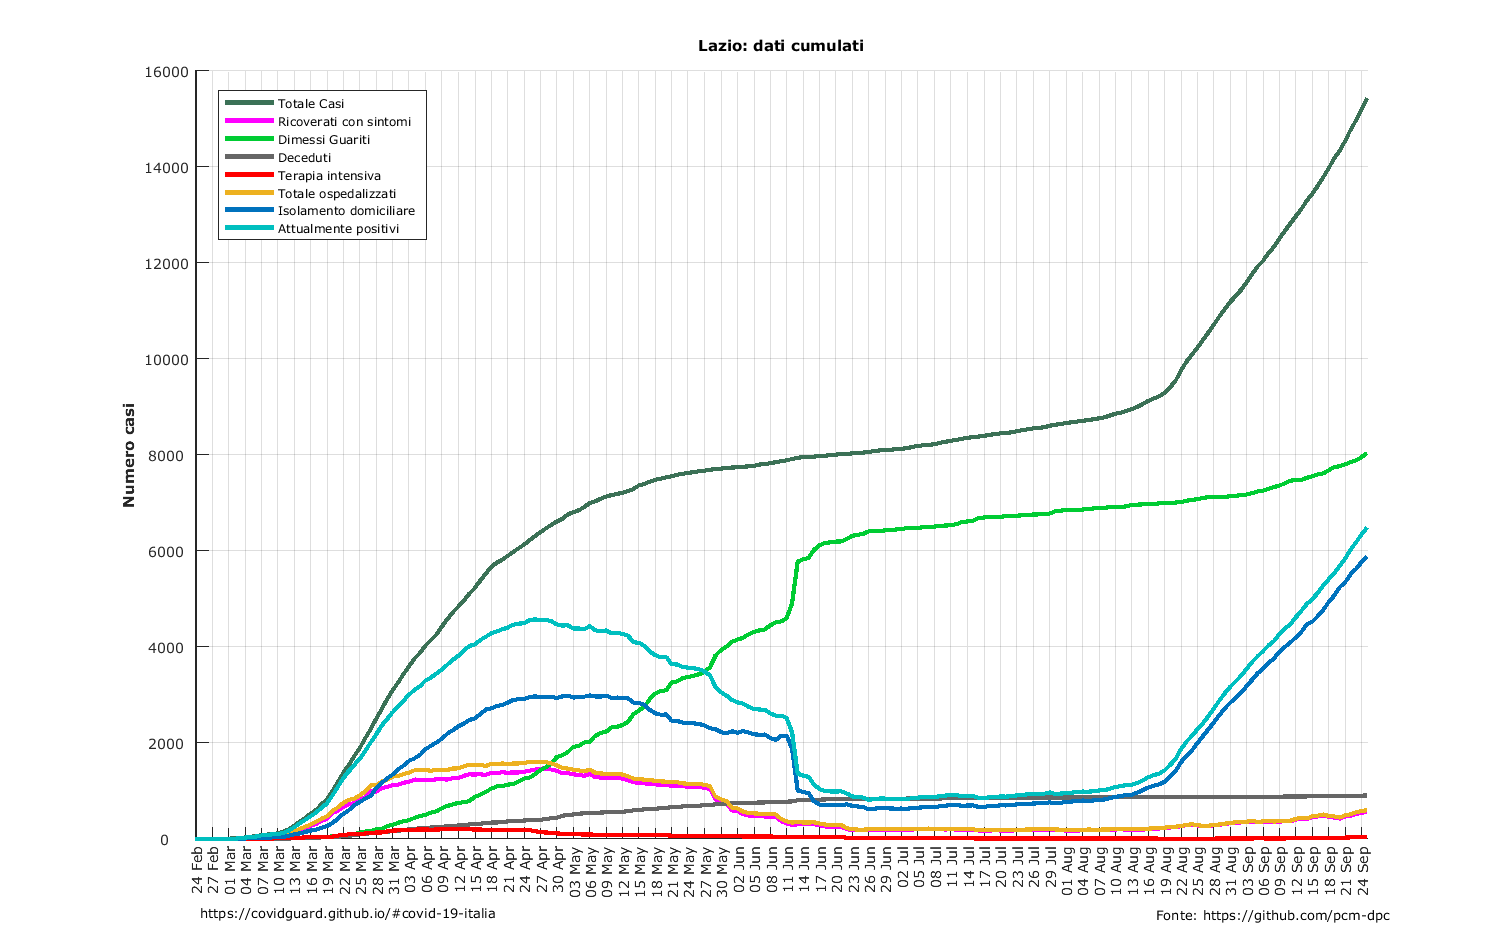 Lazio: dati cumulati
Numero casi
16000
14000
12000
10000
8000
6000
4000
2000
0
Totale Casi
Ricoverati con sintomi
Dimessi Guariti
Deceduti
Terapia intensiva
Totale ospedalizzati
Isolamento domiciliare
Attualmente positivi
24 Feb
27 Feb
01 Mar
04 Mar
07 Mar
10 Mar
13 Mar
16 Mar
19 Mar
22 Mar
25 Mar
28 Mar
31 Mar
03 Apr
06 Apr
09 Apr
12 Apr
15 Apr
18 Apr
21 Apr
24 Apr
27 Apr
30 Apr
03 May
06 May
09 May
12 May
15 May
18 May
21 May
24 May
27 May
30 May
02 Jun
05 Jun
08 Jun
11 Jun
14 Jun
17 Jun
20 Jun
23 Jun
26 Jun
29 Jun
02 Jul
05 Jul
08 Jul
11 Jul
14 Jul
17 Jul
20 Jul
23 Jul
26 Jul
29 Jul
01 Aug
04 Aug
07 Aug
10 Aug
13 Aug
16 Aug
19 Aug
22 Aug
25 Aug
28 Aug
31 Aug
03 Sep
06 Sep
09 Sep
12 Sep
15 Sep
18 Sep
21 Sep
24 Sep
https://covidguard.github.io/#covid-19-italia
Fonte: https://github.com/pcm-dpc